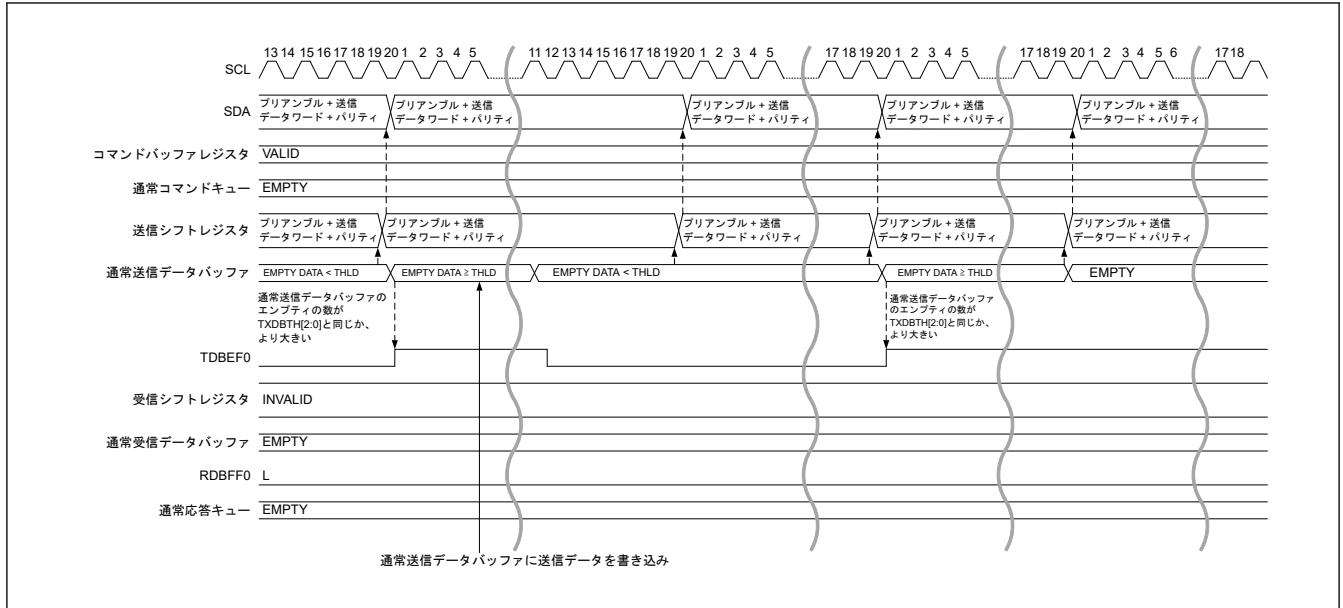 13 14 15 16 17 18 19 20 1 2 3 4 5 11 12 13 14 15 16 17 18 19 20 1 2 3 4 5 17 18 19 20 1 2 3 4 5 17 18 19 20 1 2 3 4 5 6 17 18
SCL
SDA
プリアンブル + 送信
データワード + パリティ
プリアンブル + 送信
データワード + パリティ
プリアンブル + 送信
データワード + パリティ
プリアンブル + 送信
データワード + パリティ
プリアンブル + 送信
データワード + パリティ
コマンドバッファレジスタ VALID
通常コマンドキュー EMPTY
送信シフトレジスタ
プリアンブル + 送信
データワード + パリティ
プリアンブル + 送信
データワード + パリティ
プリアンブル + 送信
データワード + パリティ
プリアンブル + 送信
データワード + パリティ
プリアンブル + 送信
データワード + パリティ
通常送信データバッファ EMPTY DATA < THLD EMPTY DATA ≥ THLD EMPTY DATA < THLD EMPTY DATA ≥ THLD EMPTY
通常送信データバッファの
エンプティの数が
TXDBTH[2:0]と同じか、
より大きい
通常送信データバッファ
のエンプティの数が
TXDBTH[2:0]と同じか、
より大きい
TDBEF0
受信シフトレジスタ INVALID
通常受信データバッファ EMPTY
RDBFF0 L
通常応答キュー EMPTY
通常送信データバッファに送信データを書き込み